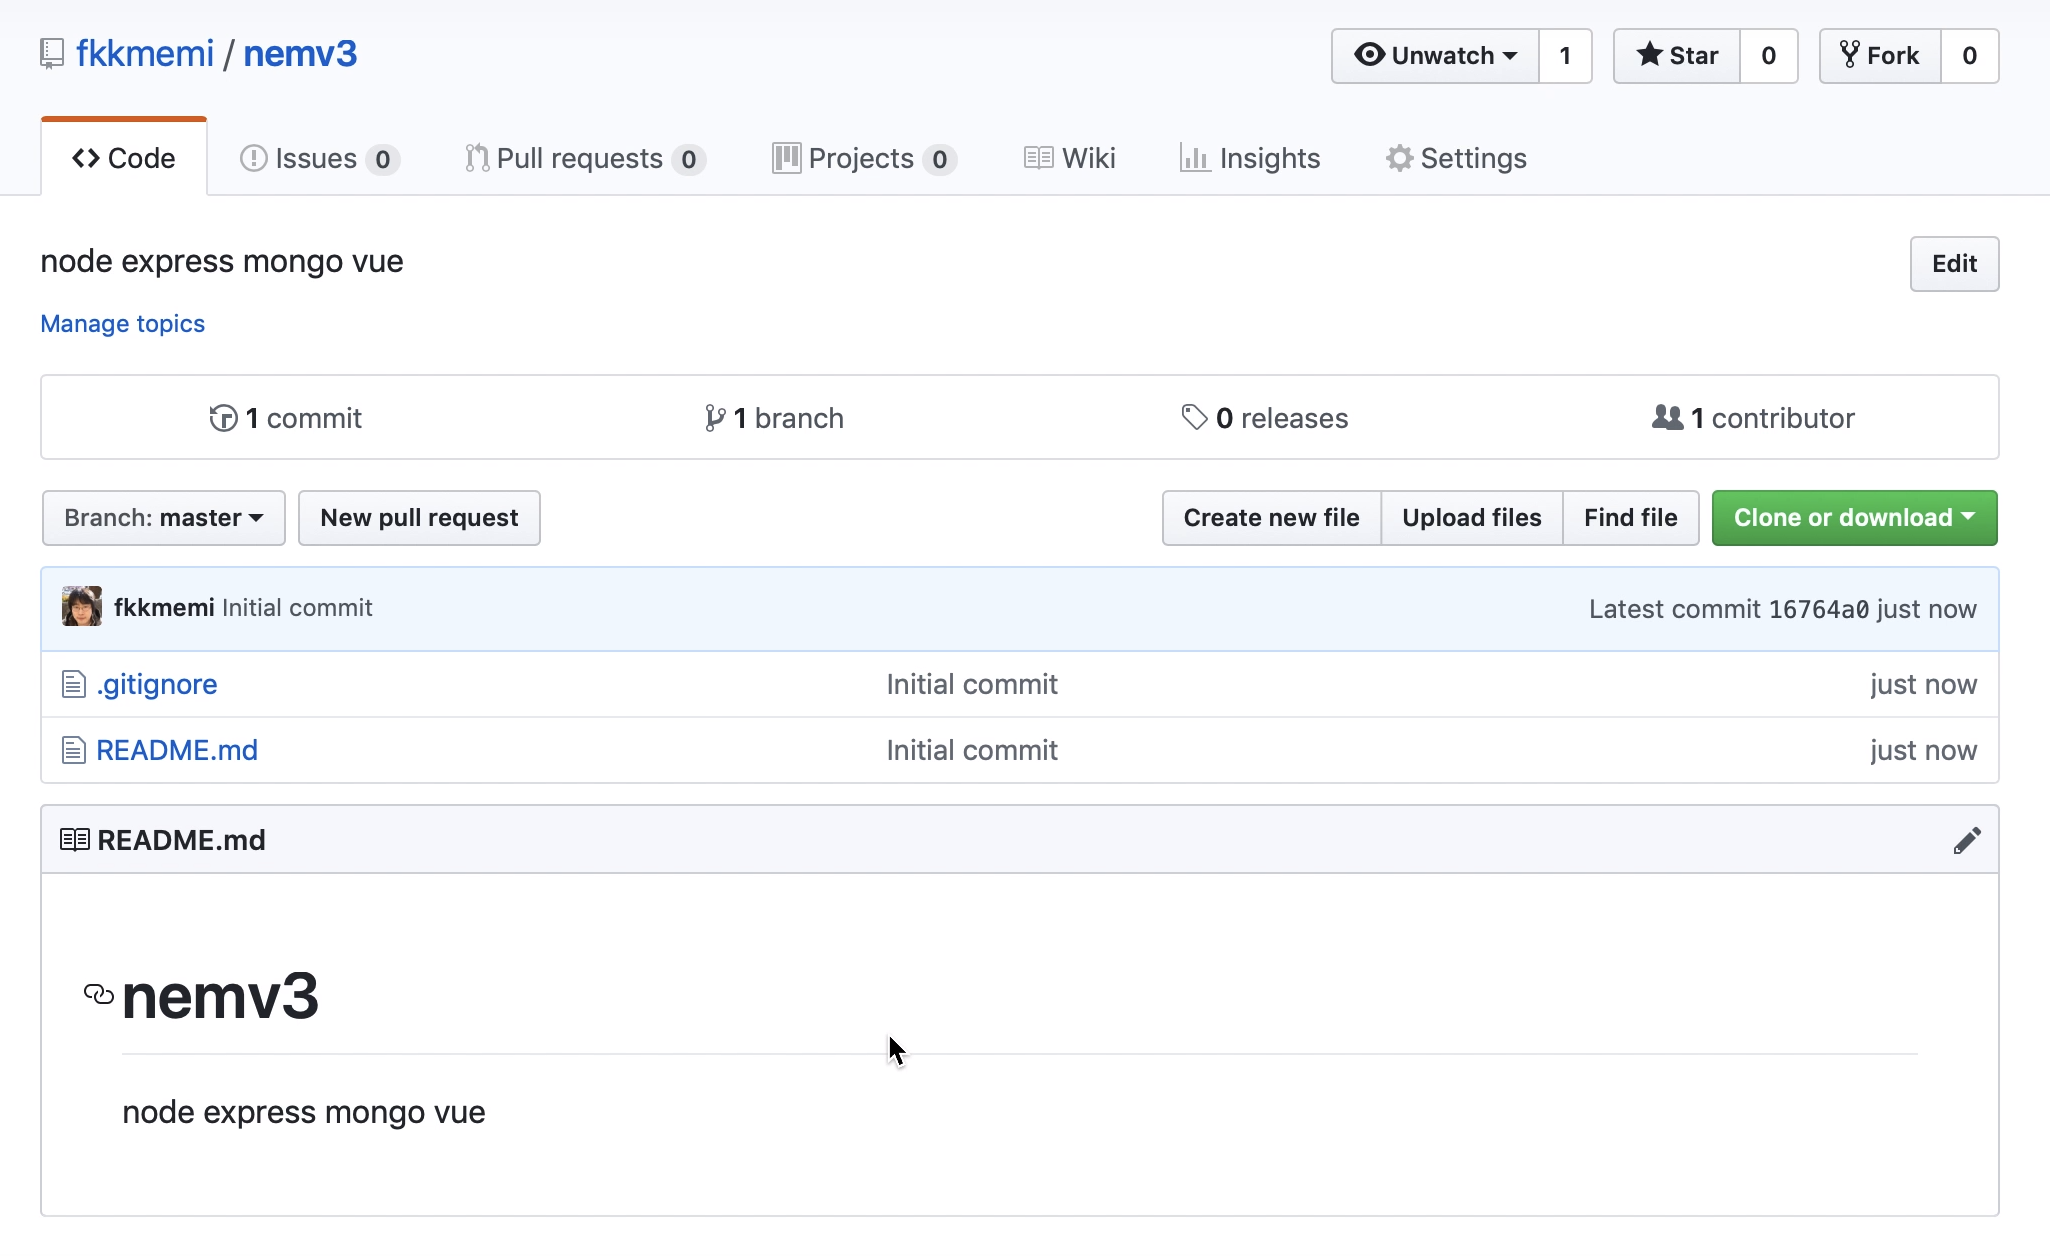 fkkmemi / nemv3
Unwatch 1 Star 0 Fork 0
Code Issues 0 Pull requests 0 Projects 0 Wiki Insights Settings
node express mongo vue
Edit
Manage topics
1 commit 1 branch 0 releases 1 contributor
Branch: master New pull request Create new file Upload files Find file Clone or download
fkkmemi Initial commit Latest commit 16764a0 just now
.gitignore Initial commit just now
README.md Initial commit just now
README.md
nemv3
node express mongo vue